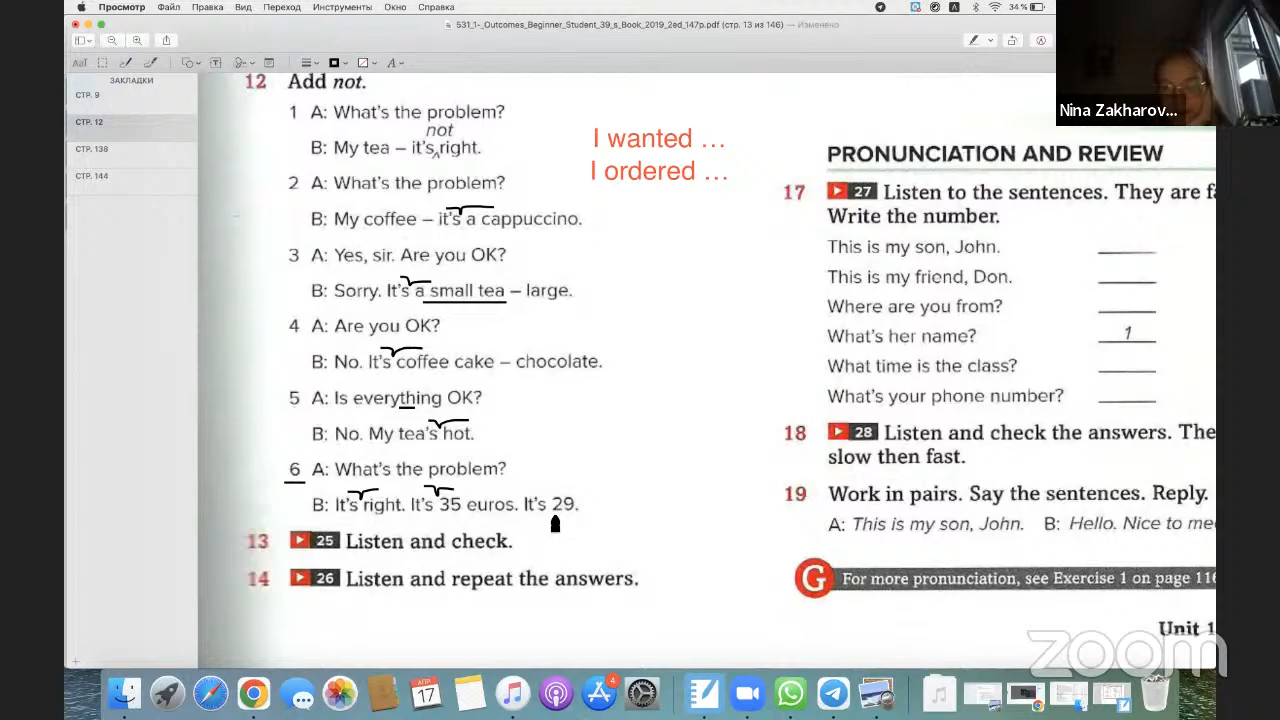 Просмотр Файл Правка Вид Переход Инструменты Окно Справка
34 %
531_1-_Outcomes_Beginner_Student_39_s_Book_2019_2ed_147p.pdf (стр. 13 из 146) — Изменено
ЗАКЛАДКИ
СТР. 9
СТР. 12
СТР. 138
СТР. 144
12 Add not.
1 A: What's the problem?
not
B: My tea – it's right.
2 A: What's the problem?
B: My coffee – it's a cappuccino.
3 A: Yes, sir. Are you OK?
B: Sorry. It's a small tea – large.
4 A: Are you OK?
B: No. It's coffee cake – chocolate.
5 A: Is everything OK?
B: No. My tea's hot.
6 A: What's the problem?
B: It's right. It's 35 euros. It's 29.
13 25 Listen and check.
14 26 Listen and repeat the answers.
I wanted …
I ordered …
PRONUNCIATION AND REVIEW
17 27 Listen to the sentences. They are fa
Write the number.
This is my son, John.
This is my friend, Don.
Where are you from?
What's her name? 1
What time is the class?
What's your phone number?
18 28 Listen and check the answers. The
slow then fast.
19 Work in pairs. Say the sentences. Reply.
A: This is my son, John. B: Hello. Nice to me
G For more pronunciation, see Exercise 1 on page 116
Unit 1
Nina Zakharov...
zoom
АПР
17
4